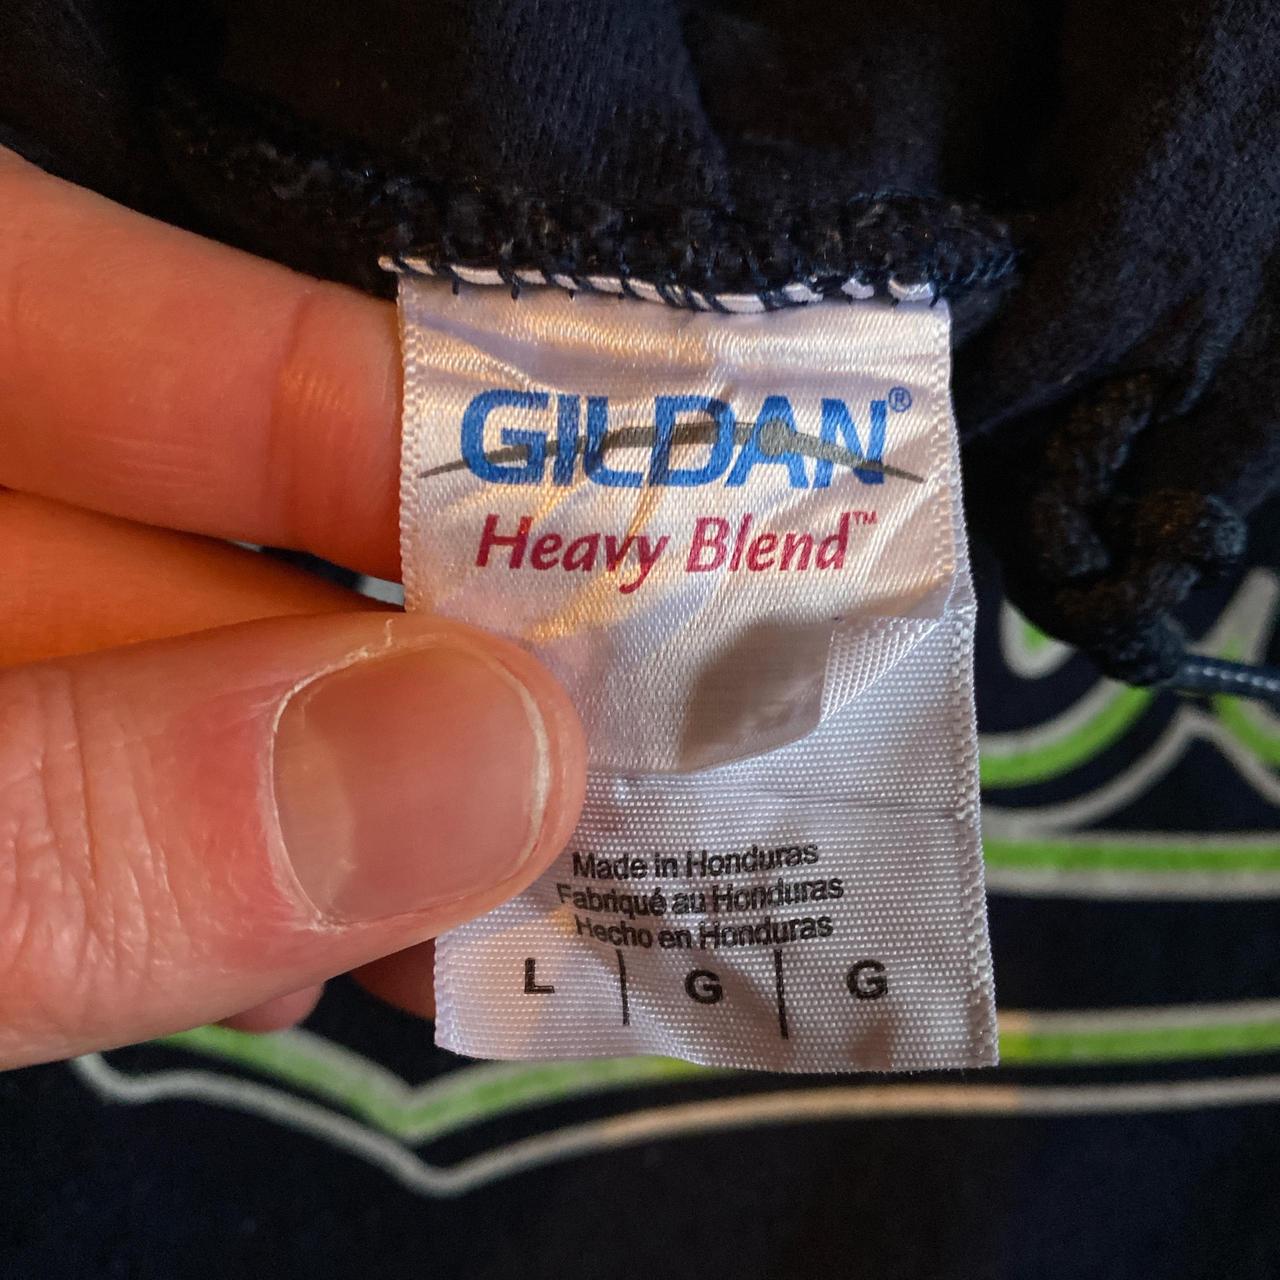 GILDAN®
Heavy Blend™
Made in Honduras
Fabriqué au Honduras
Hecho en Honduras
L | G | G